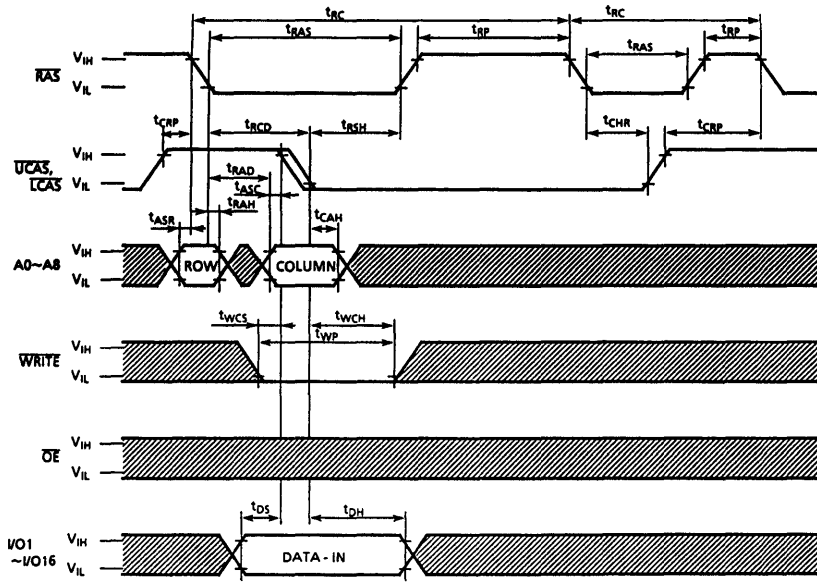 tRC tRC
tRAS tRP tRAS tRP
RAS VIH
VIL
tCRP tRCD tRSH tCHR tCRP
UCAS, VIH
LCAS VIL
tRAD
tASC
tASR tRAH tCAH
A0~A8 VIH
VIL
ROW COLUMN
tWCS tWCH
tWP
WRITE VIH
VIL
OE VIH
VIL
tDS tDH
I/O1 VIH
~I/O16 VIL
DATA - IN